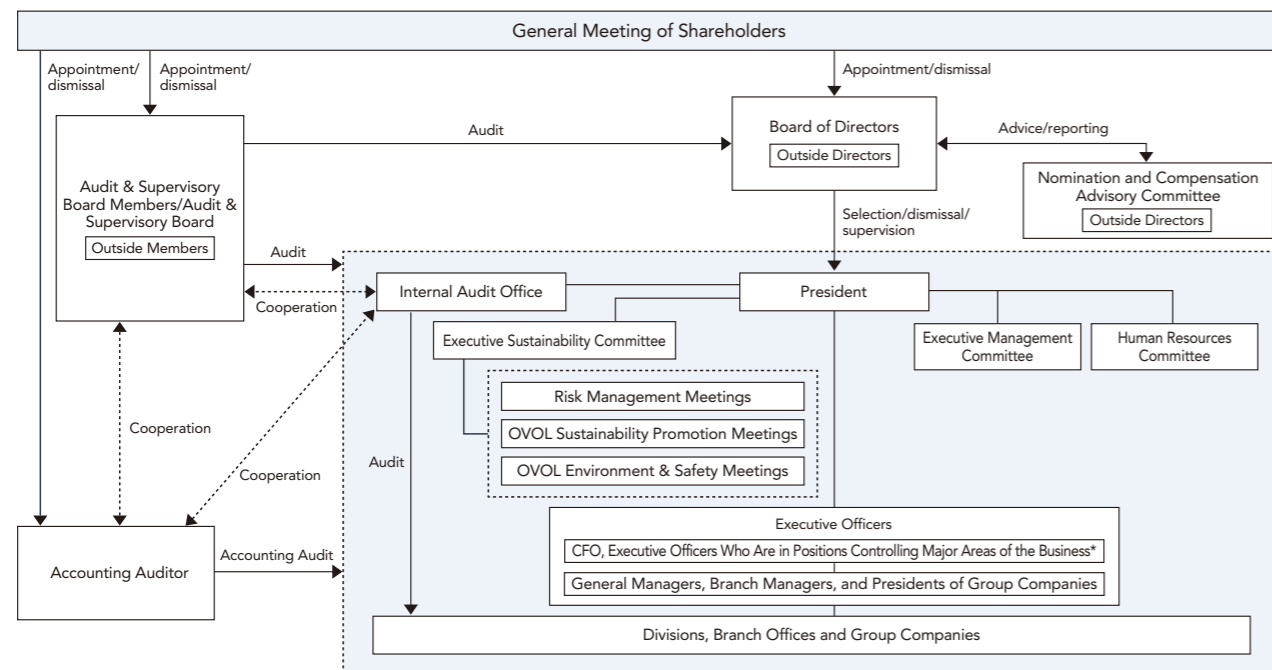 General Meeting of Shareholders
Appointment/
dismissal
Appointment/
dismissal
Appointment/dismissal
Audit
Board of Directors
Outside Directors
Advice/reporting
Nomination and Compensation
Advisory Committee
Outside Directors
Audit & Supervisory
Board Members/Audit &
Supervisory Board
Outside Members
Selection/dismissal/
supervision
Audit
Cooperation
Internal Audit Office
President
Executive Sustainability Committee
Executive Management
Committee
Human Resources
Committee
Risk Management Meetings
OVOL Sustainability Promotion Meetings
OVOL Environment & Safety Meetings
Cooperation
Cooperation
Audit
Executive Officers
CFO, Executive Officers Who Are in Positions Controlling Major Areas of the Business*
General Managers, Branch Managers, and Presidents of Group Companies
Accounting Auditor
Accounting Audit
Divisions, Branch Offices and Group Companies